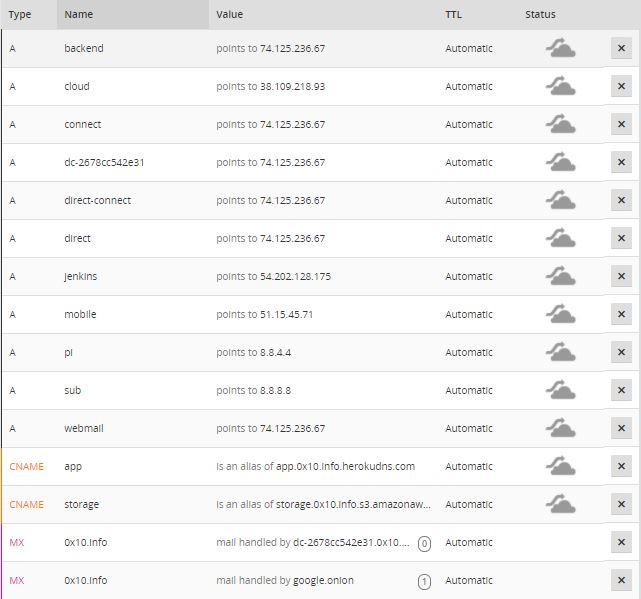 Type Name Value TTL Status
A backend points to 74.125.236.67 Automatic ×
A cloud points to 38.109.218.93 Automatic ×
A connect points to 74.125.236.67 Automatic ×
A dc-2678cc542e31 points to 74.125.236.67 Automatic ×
A direct-connect points to 74.125.236.67 Automatic ×
A direct points to 74.125.236.67 Automatic ×
A jenkins points to 54.202.128.175 Automatic ×
A mobile points to 51.15.45.71 Automatic ×
A pi points to 8.8.4.4 Automatic ×
A sub points to 8.8.8.8 Automatic ×
A webmail points to 74.125.236.67 Automatic ×
CNAME app is an alias of app.0x10.info.herokudns.com Automatic ×
CNAME storage is an alias of storage.0x10.info.s3.amazonaw... Automatic ×
MX 0x10.info mail handled by dc-2678cc542e31.0x10.... 0 Automatic ×
MX 0x10.info mail handled by google.onion 1 Automatic ×